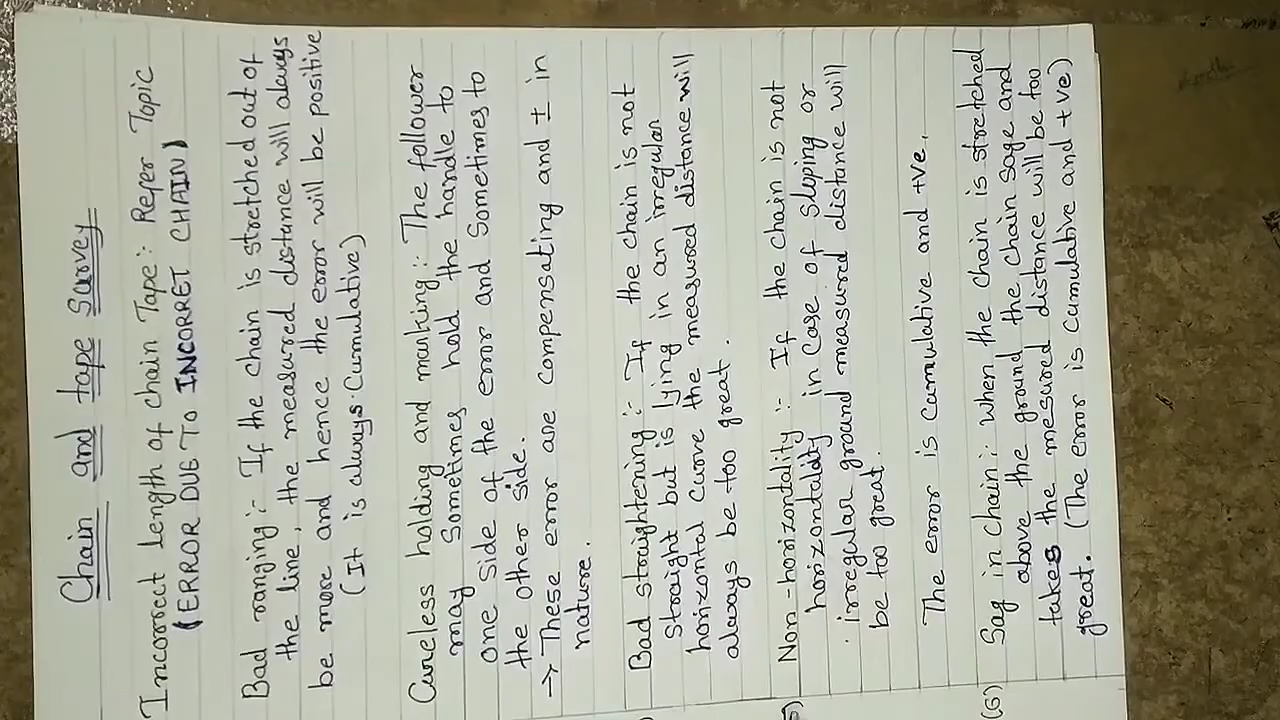 Chain and tape survey
Incorrect length of chain Tape:- Refer Topic
(ERROR DUE TO INCORRET CHAIN)
Bad ranging :- If the chain is stretched out of
the line, the measured distance will always
be more and hence the error will be positive
(It is always Cumulative)
Careless holding and marking :- The follower
may Sometimes hold the handle to
one side of the error and Sometimes to
the other side.
→ These error are compensating and ± in
nature.
Bad straightening :- If the chain is not
straight but is lying in an irregular
horizontal curve the measured distance will
always be too great.
5) Non-horizontality :- If the chain is not
horizontality in Case of sloping or
irregular ground measured distance will
be too great.
The error is cumulative and +ve.
(6) Sag in chain :- When the chain is stretched
above the ground the chain sage and
takes the mesured distance will be too
great. (The error is cumulative and +ve)